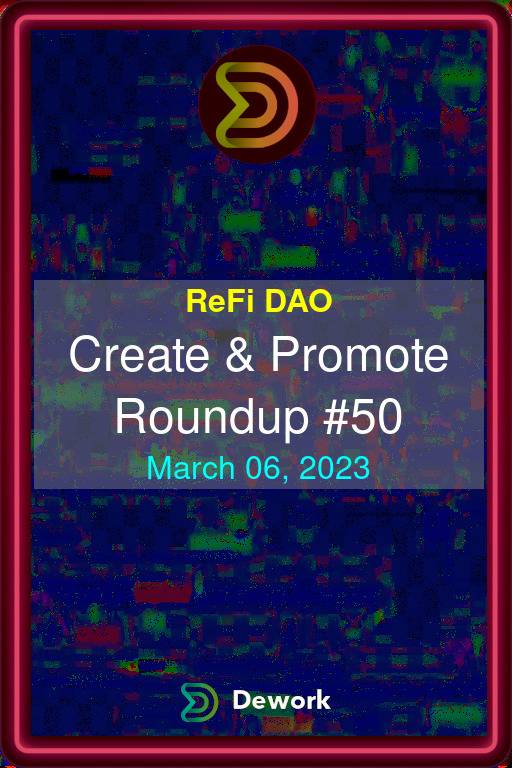 ReFi DAO
Create & Promote
Roundup #50
March 06, 2023
Dework